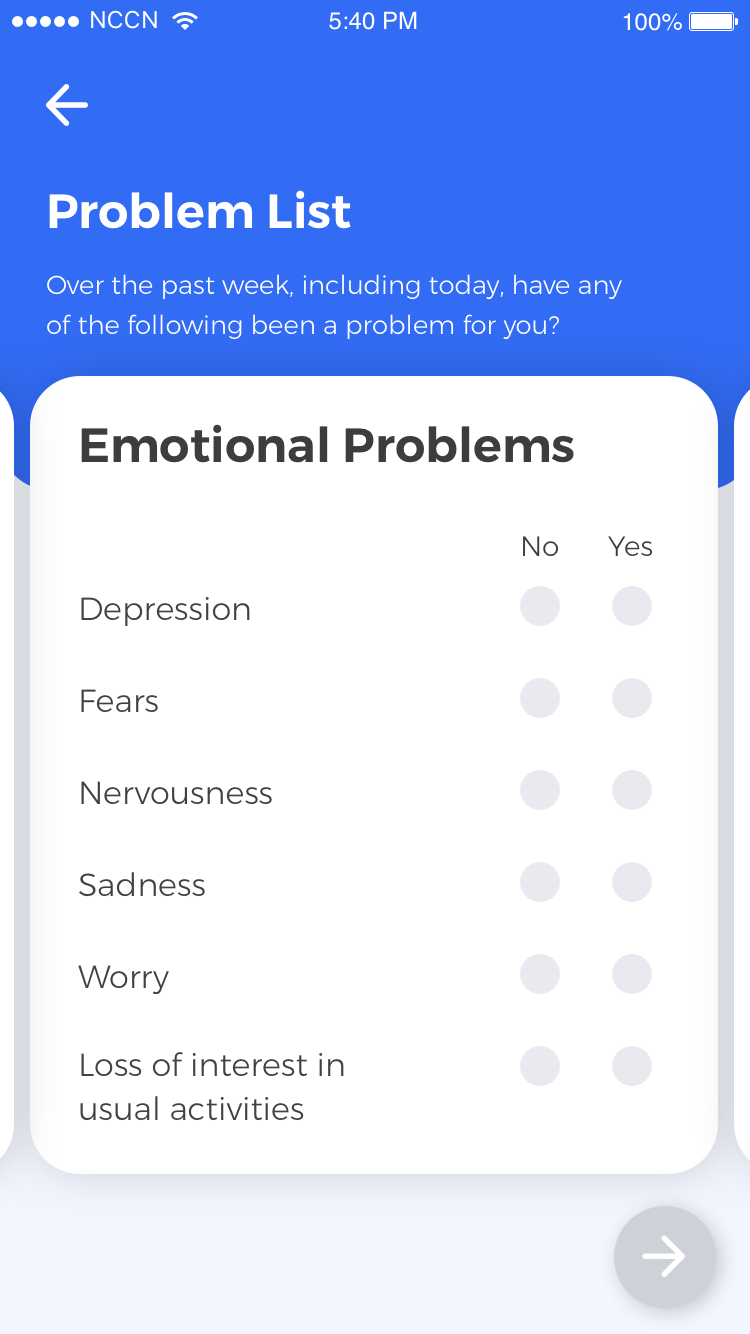 NCCN 5:40 PM 100%
Problem List
Over the past week, including today, have any
of the following been a problem for you?
Emotional Problems
No Yes
Depression
Fears
Nervousness
Sadness
Worry
Loss of interest in
usual activities